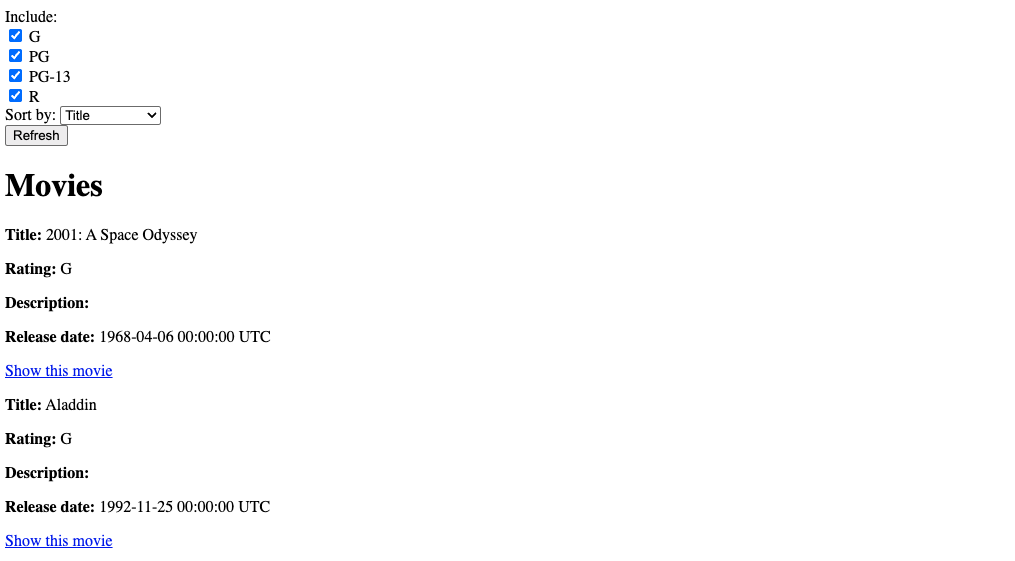 Include:
G
PG
PG-13
R
Sort by: Title
Refresh
Movies
Title: 2001: A Space Odyssey
Rating: G
Description:
Release date: 1968-04-06 00:00:00 UTC
Show this movie
Title: Aladdin
Rating: G
Description:
Release date: 1992-11-25 00:00:00 UTC
Show this movie